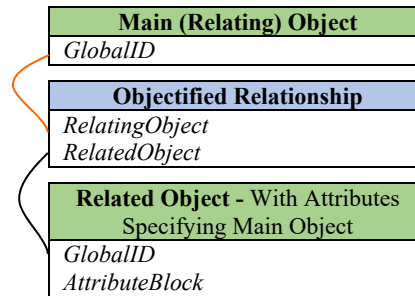 Main (Relating) Object
GlobalID
Objectified Relationship
RelatingObject
RelatedObject
Related Object - With Attributes
Specifying Main Object
GlobalID
AttributeBlock